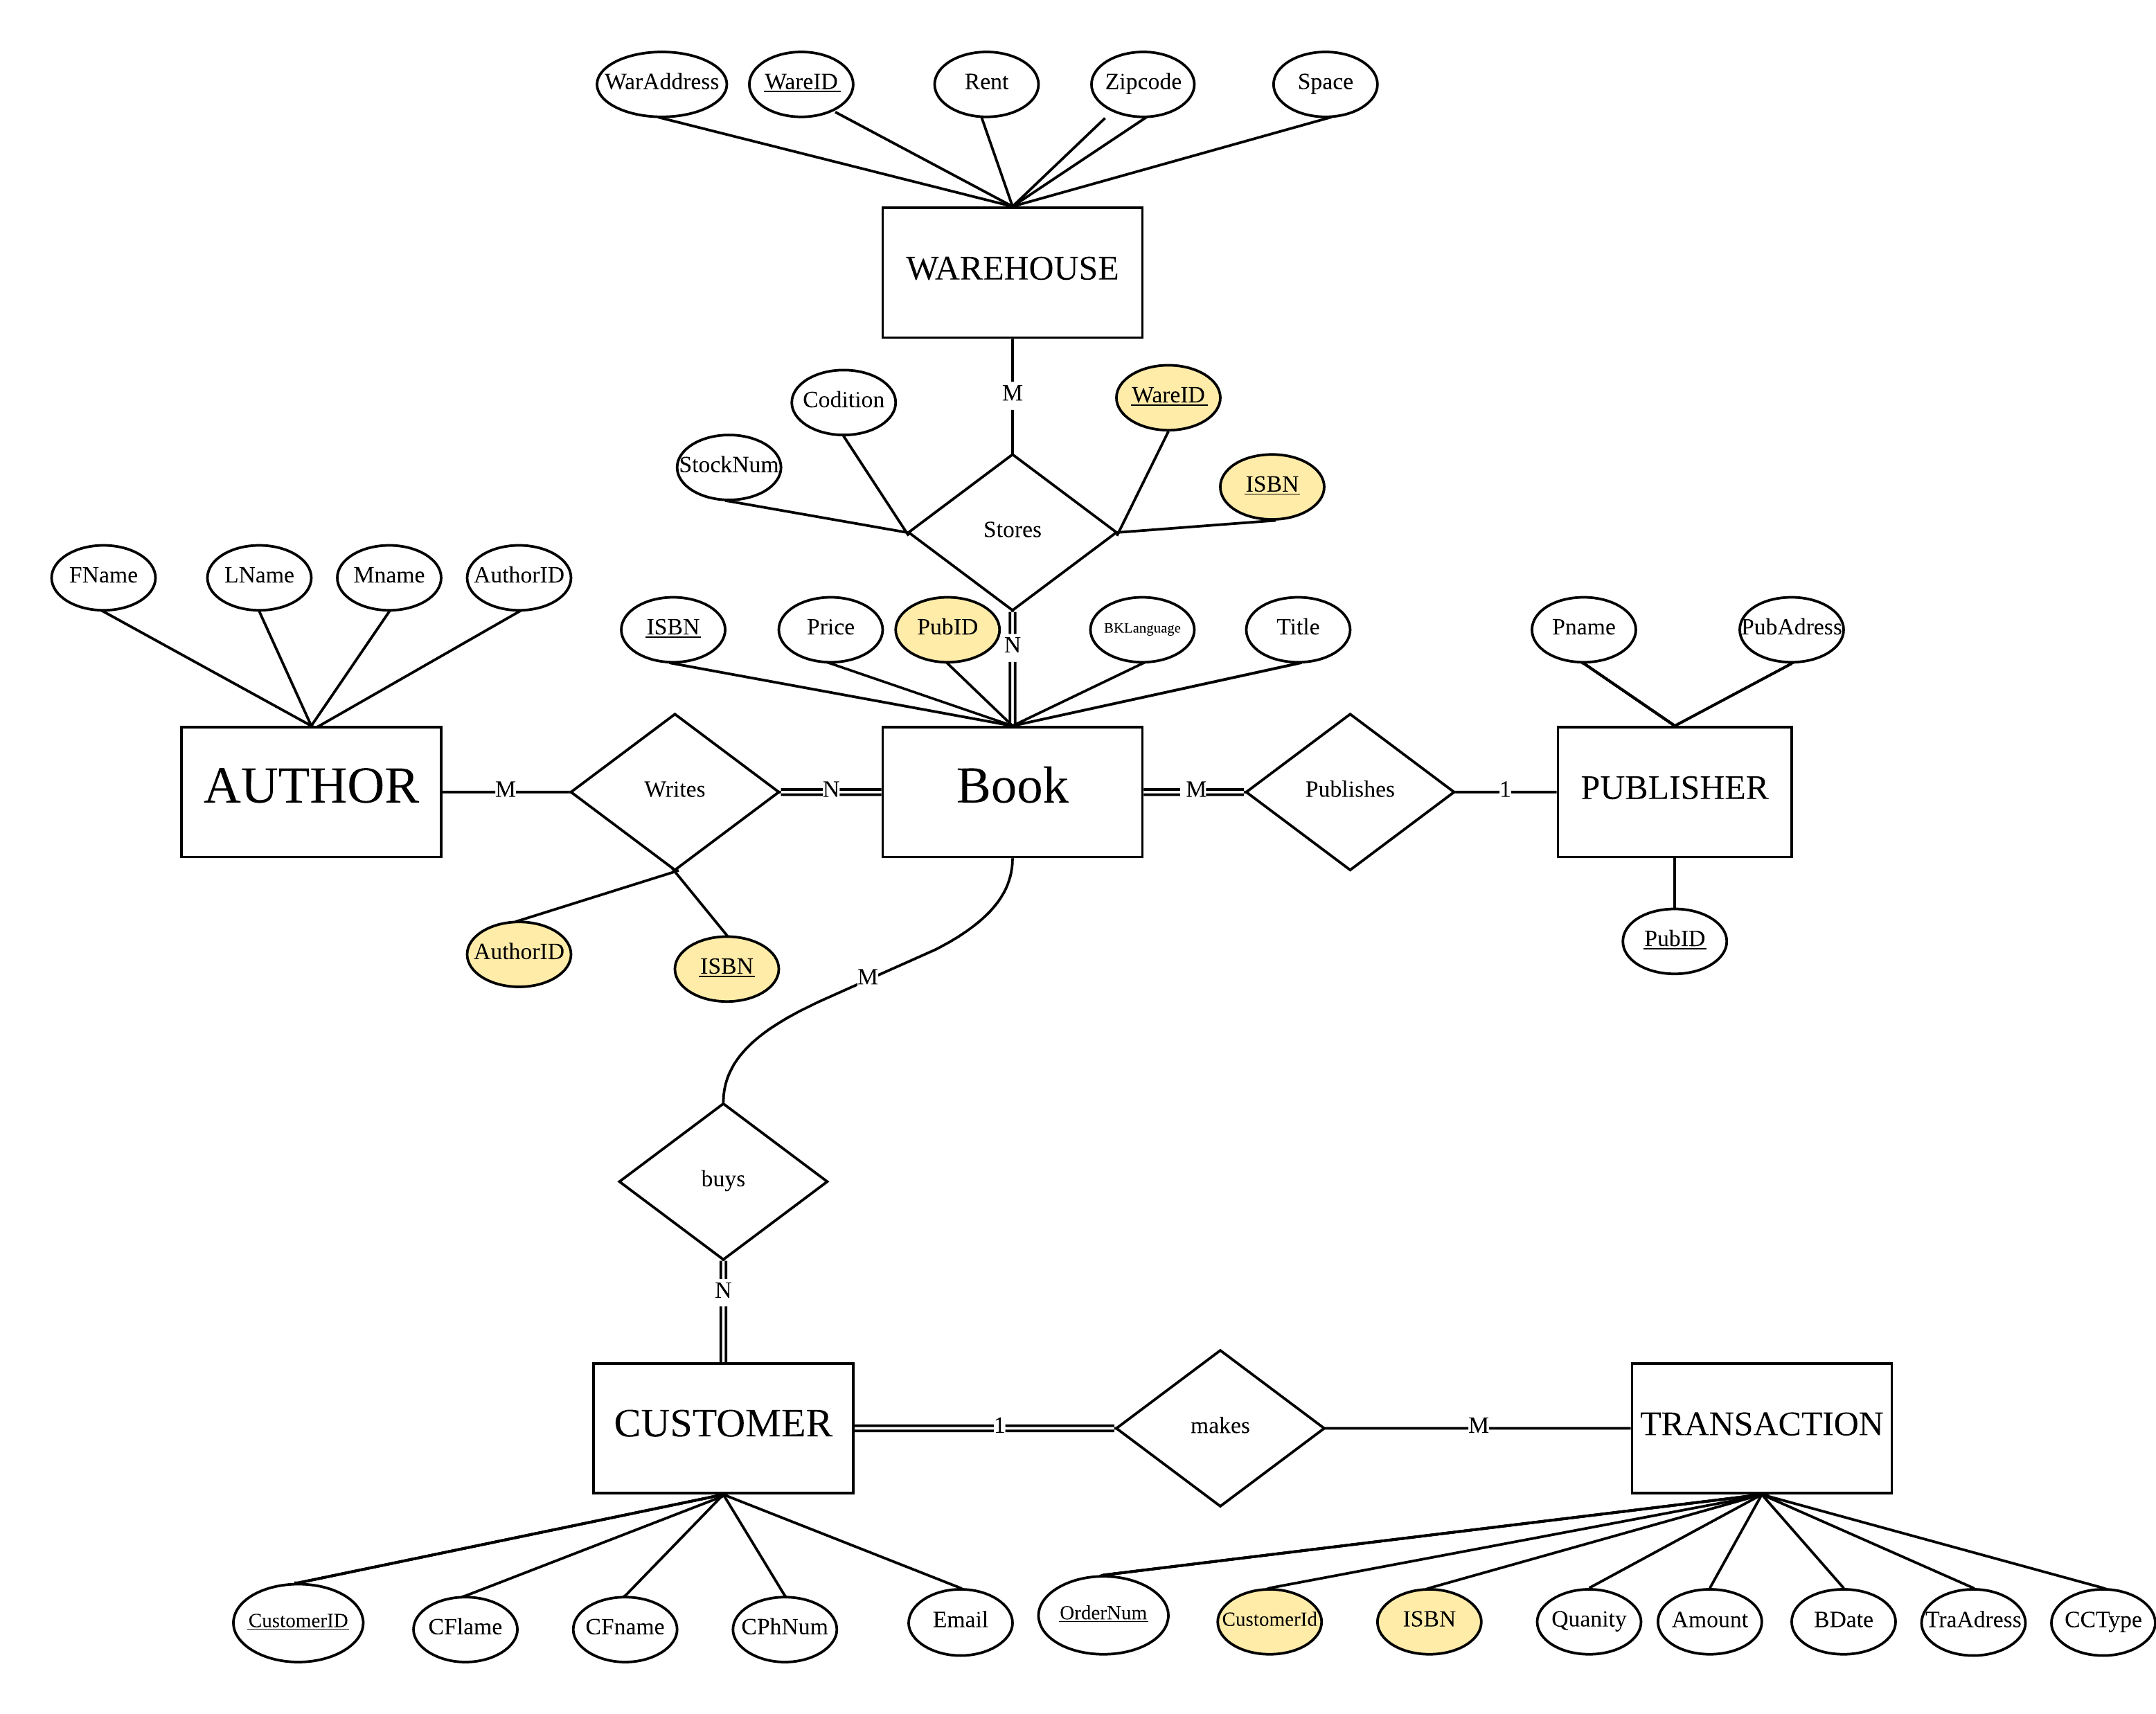 WarAddress
WareID
Rent
Zipcode
Space
WAREHOUSE
M
Codition
WareID
StockNum
ISBN
Stores
FName
LName
Mname
AuthorID
ISBN
Price
PubID
N
BKLanguage
Title
Pname
PubAdress
AUTHOR
M
Writes
N
Book
M
Publishes
1
PUBLISHER
AuthorID
ISBN
PubID
M
buys
N
CUSTOMER
1
makes
M
TRANSACTION
CustomerID
CFlame
CFname
CPhNum
Email
OrderNum
CustomerId
ISBN
Quanity
Amount
BDate
TraAdress
CCType